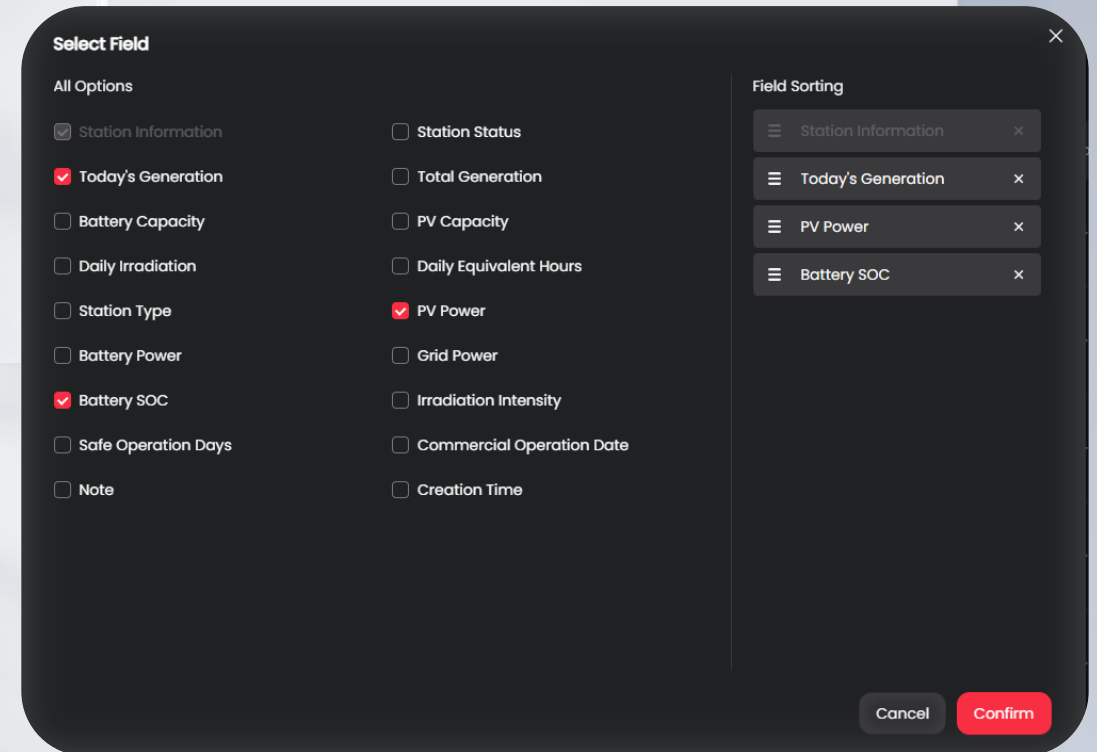 Select Field
All Options
Station Information
Station Status
Today's Generation
Total Generation
Battery Capacity
PV Capacity
Daily Irradiation
Daily Equivalent Hours
Station Type
PV Power
Battery Power
Grid Power
Battery SOC
Irradiation Intensity
Safe Operation Days
Commercial Operation Date
Note
Creation Time
Field Sorting
Station Information
Today's Generation
PV Power
Battery SOC
Cancel
Confirm